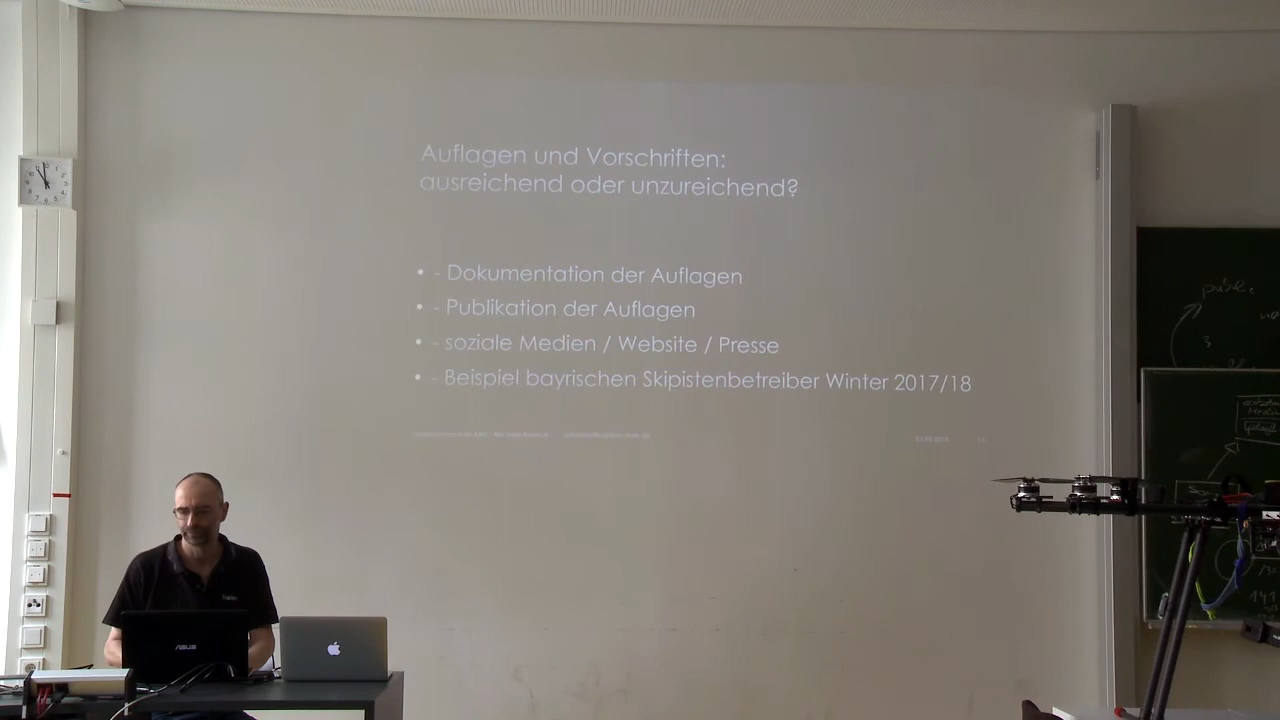 Auflagen und Vorschriften:
ausreichend oder unzureichend?
• - Dokumentation der Auflagen
• - Publikation der Auflagen
• - soziale Medien / Website / Presse
• - Beispiel bayrischen Skipistenbetreiber Winter 2017/18
ASUS